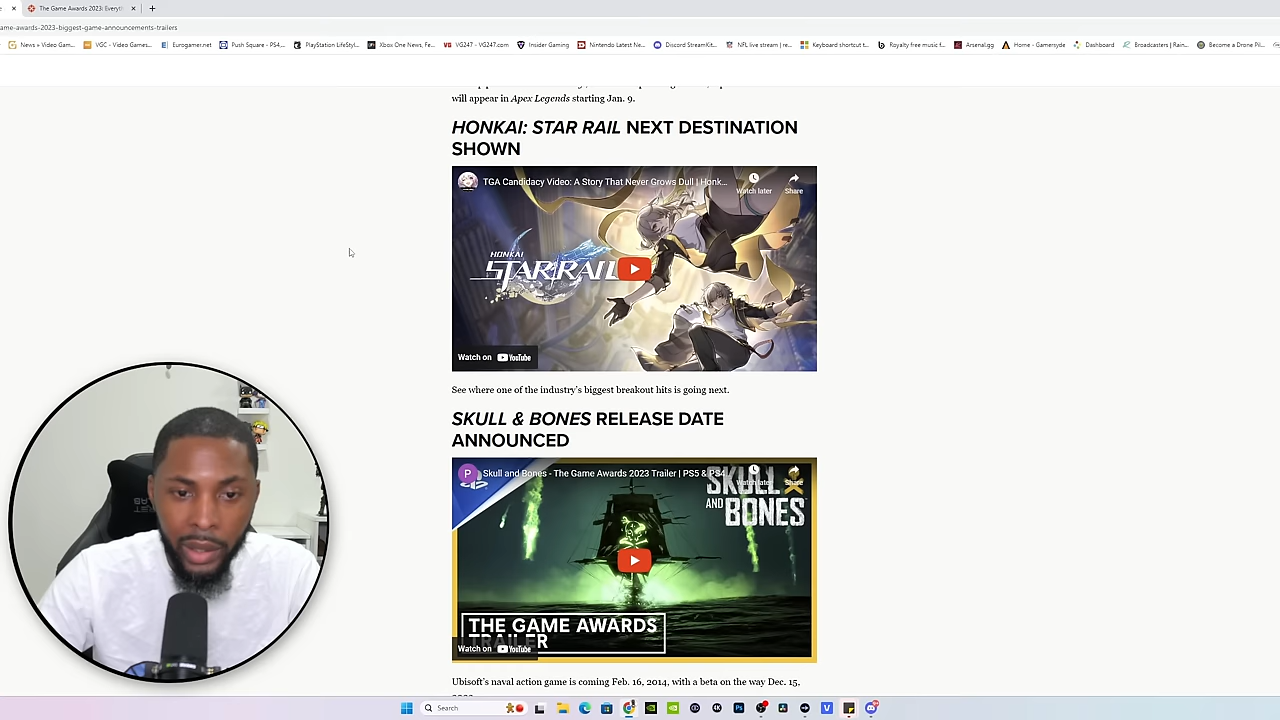 The Game Awards 2023: Everyth
ame-awards-2023-biggest-game-announcements-trailers
News » Video Gam...
VGC - Video Games...
Eurogamer.net
Push Square - PS4,...
PlayStation LifeStyl...
Xbox One News, Fe...
VG247 - VG247.com
Insider Gaming
Nintendo Latest Ne...
Discord StreamKit...
NFL live stream | re...
Keyboard shortcut t...
Royalty free music f...
Arsenal.gg
Home - Gamersyde
Dashboard
Broadcasters | Rain...
Become a Drone Pil...
will appear in Apex Legends starting Jan. 9.
HONKAI: STAR RAIL NEXT DESTINATION
SHOWN
TGA Candidacy Video: A Story That Never Grows Dull | Honk...
Watch later
Share
HONKAI
STAR RAIL
Watch on YouTube
See where one of the industry's biggest breakout hits is going next.
SKULL & BONES RELEASE DATE
ANNOUNCED
P
Skull and Bones - The Game Awards 2023 Trailer | PS5 & PS4
Watch later
Share
SKULL
AND BONES
THE GAME AWARDS
TRAILER
Watch on YouTube
Ubisoft's naval action game is coming Feb. 16, 2014, with a beta on the way Dec. 15,
Search